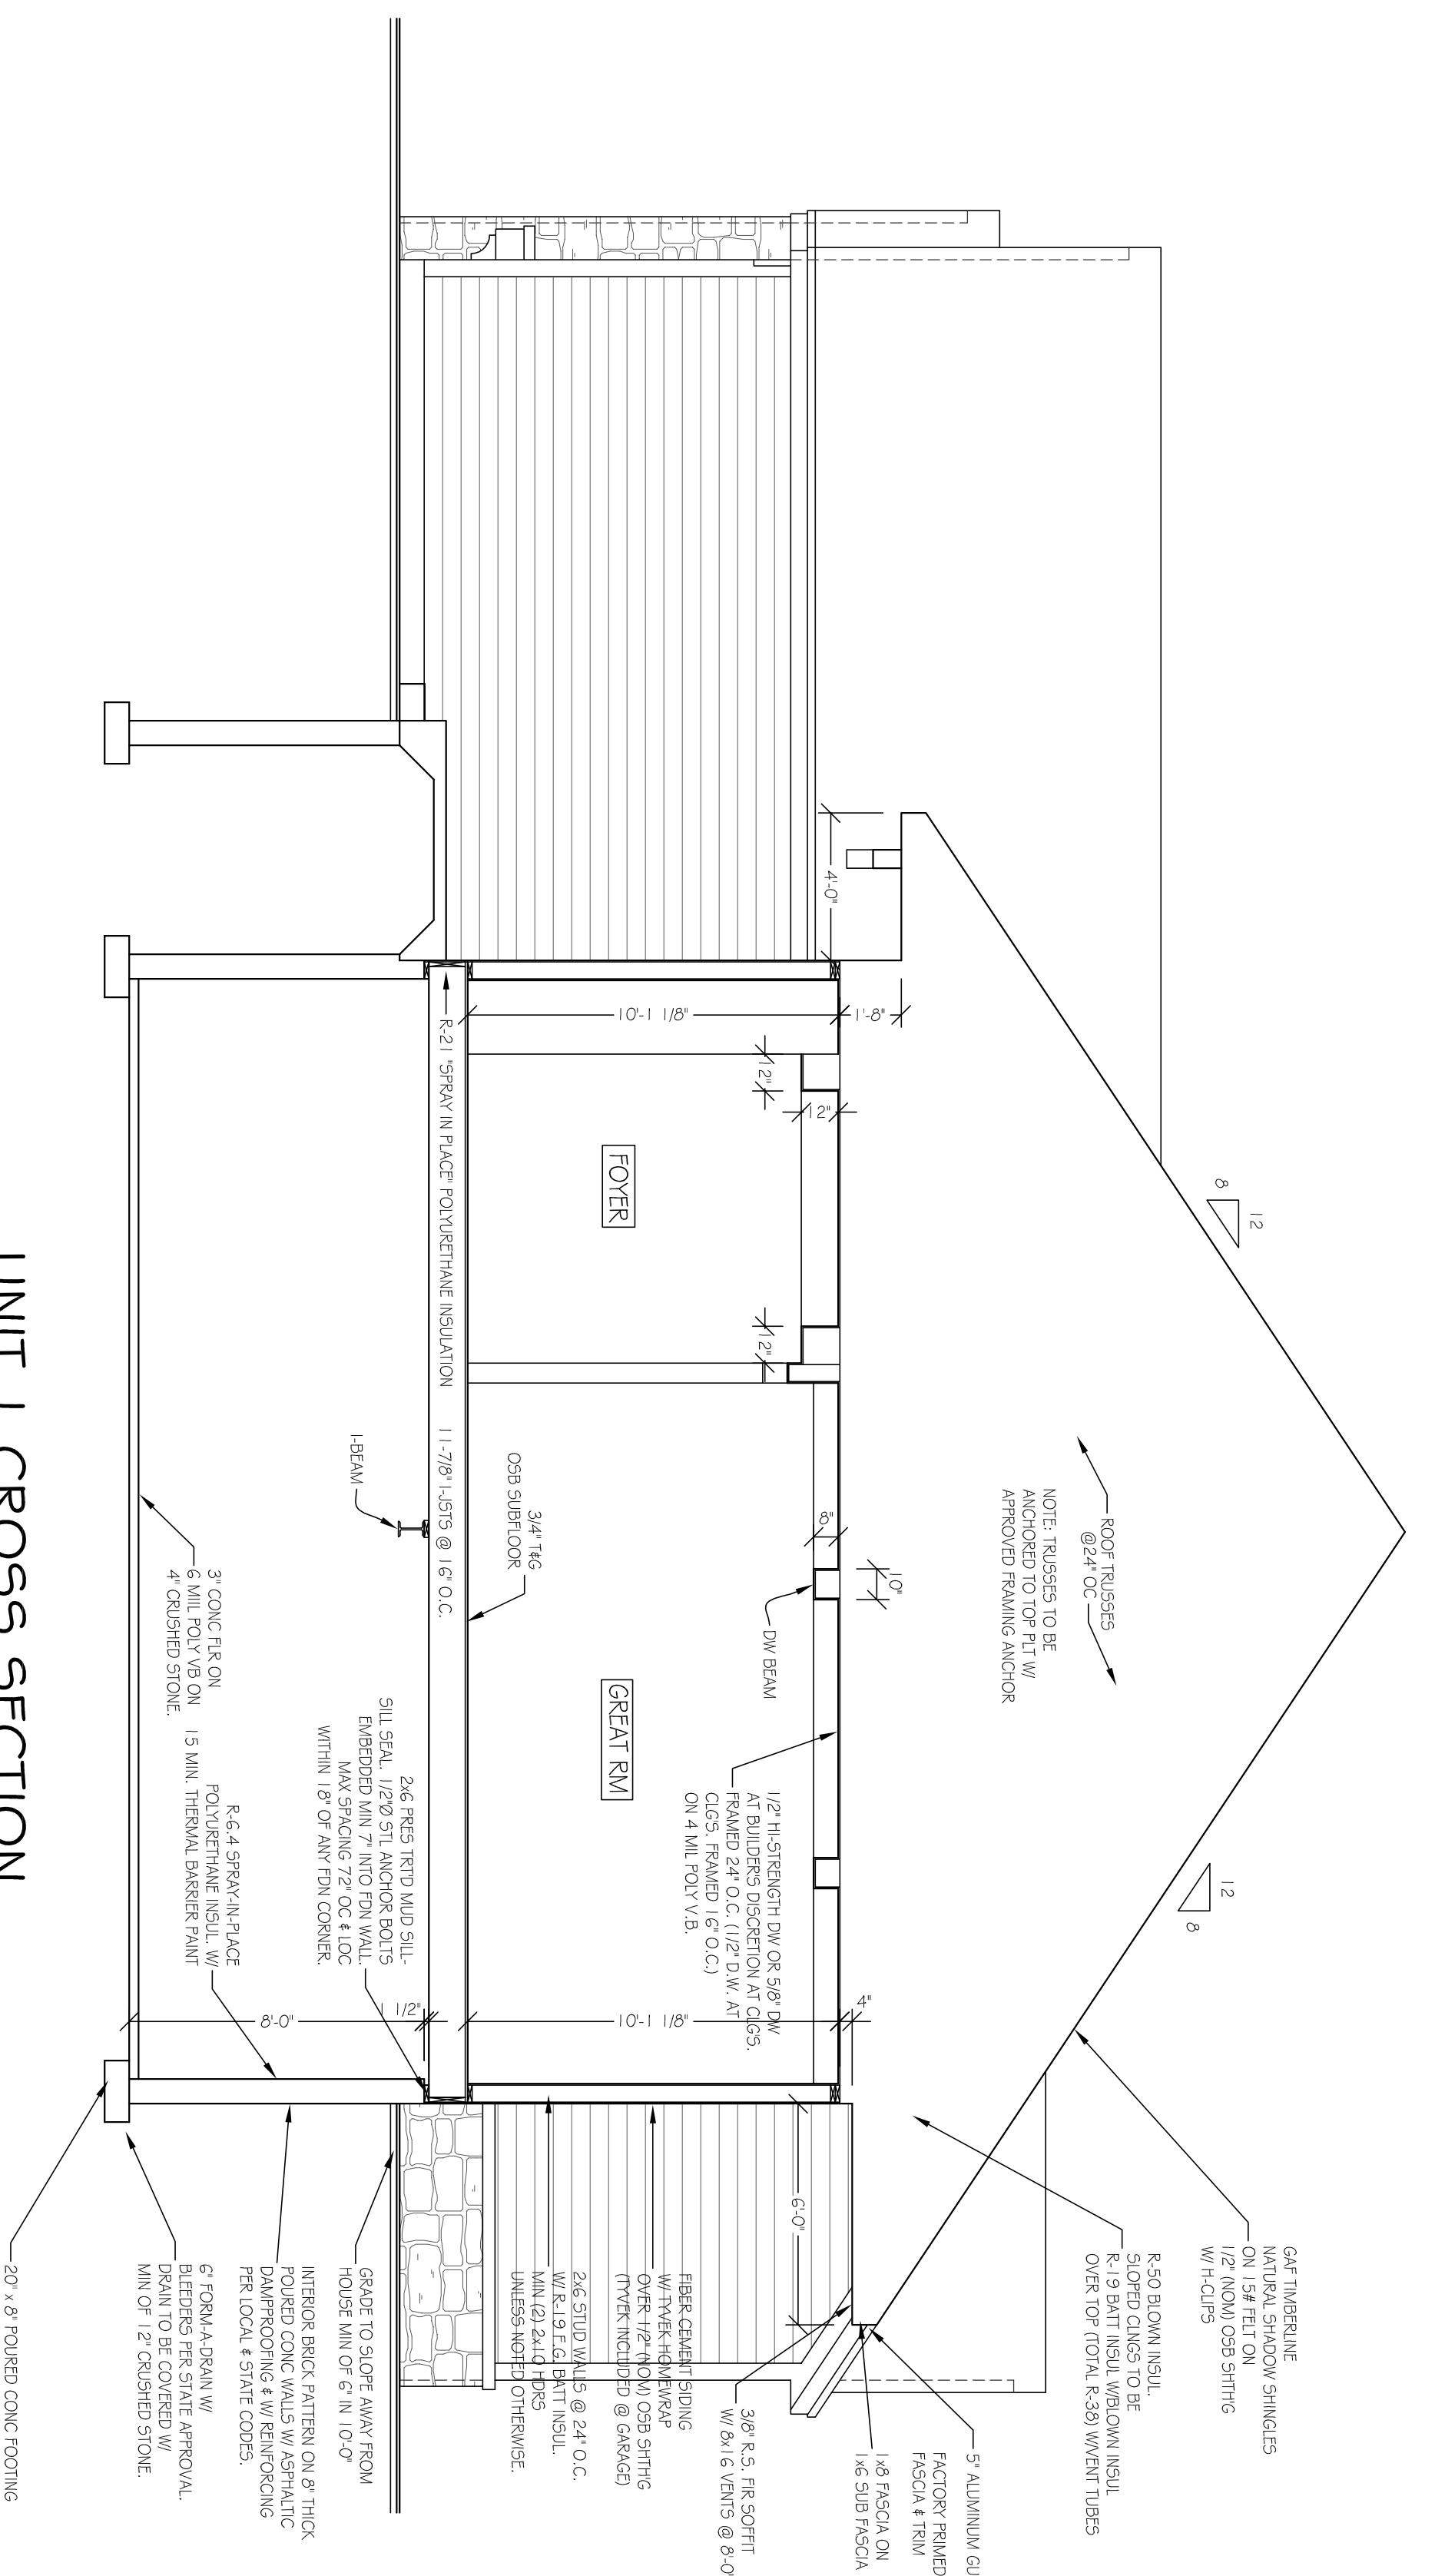 GAF TIMBERLINE
NATURAL SHADOW SHINGLES
ON 15# FELT ON
1/2" (NOM) OSB SHTH'G
W/ H-CLIPS
12
8
12
8
R-50 BLOWN INSUL.
SLOPED CLNGS TO BE
R-19 BATT INSUL W/BLOWN INSUL
OVER TOP (TOTAL R-38) W/VENT TUBES
ROOF TRUSSES
@24" OC
NOTE: TRUSSES TO BE
ANCHORED TO TOP PLT W/
APPROVED FRAMING ANCHOR
5" ALUMINUM
FACTORY PRIMED
FASCIA & TRIM
1x8 FASCIA ON
1x6 SUB FASCIA
3/8" R.S. FIR SOFFIT
W/ 8x16 VENTS @
4'-0"
1'-8"
4"
6'-0"
12"
12"
12"
8"
10"
DW BEAM
1/2" HI-STRENGTH DW OR 5/8" DW
AT BUILDER'S DISCRETION AT CLG'S.
FRAMED 24" O.C. (1/2" D.W. AT
CLG'S. FRAMED 16" O.C.)
ON 4 MIL POLY V.B.
10'-1 1/8"
10'-1 1/8"
FOYER
GREAT RM
FIBER CEMENT SIDING
W/ TYVEK HOMEWRAP
OVER 1/2" (NOM) OSB SHTH'G
(TYVEK INCLUDED @ GARAGE)
2x6 STUD WALLS @ 24" O.C.
W/ R-19 F.G. BATT INSUL.
MIN (2) 2x10 HDRS
UNLESS NOTED OTHERWISE.
3/4" T&G
OSB SUBFLOOR
R-21 "SPRAY IN PLACE" POLYURETHANE INSULATION
11-7/8" I-JSTS @ 16" O.C.
I-BEAM
1 1/2"
8'-0"
2x6 PRES TRT'D MUD SILL-
SILL SEAL. 1/2"Ø STL ANCHOR BOLTS
EMBEDDED MIN 7" INTO FDN WALL.
MAX SPACING 72" OC & LOC
WITHIN 18" OF ANY FDN CORNER.
GRADE TO SLOPE AWAY FROM
HOUSE MIN OF 6" IN 10'-0"
INTERIOR BRICK PATTERN ON 8" THICK
POURED CONC WALLS W/ ASPHALTIC
DAMPPROOFING & W/ REINFORCING
PER LOCAL & STATE CODES.
R-6.4 SPRAY-IN-PLACE
POLYURETHANE INSUL. W/
15 MIN. THERMAL BARRIER PAINT
3" CONC FLR ON
6 MIL POLY VB ON
4" CRUSHED STONE.
6" FORM-A-DRAIN W/
BLEEDERS PER STATE APPROVAL.
DRAIN TO BE COVERED W/
MIN OF 12" CRUSHED STONE.
20" x 8" POURED CONC FOOTING
UNIT 1 CROSS SECTION